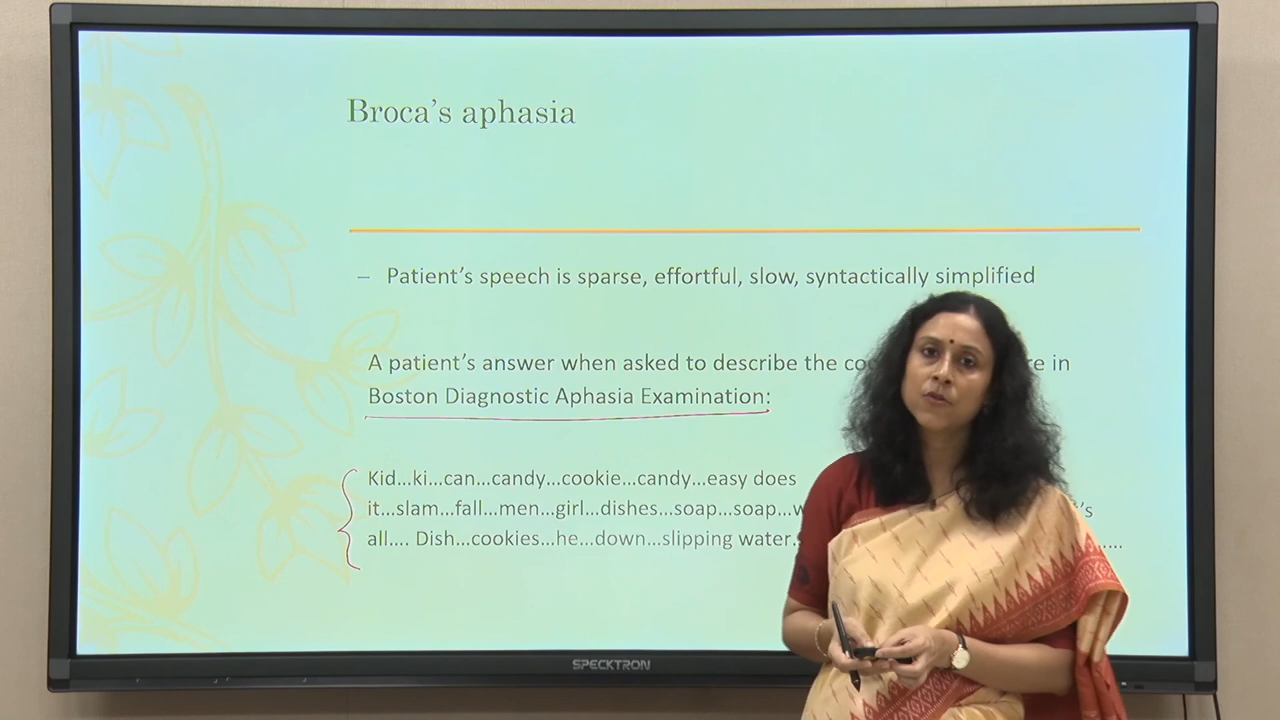 Broca's aphasia
– Patient's speech is sparse, effortful, slow, syntactically simplified
A patient's answer when asked to describe the in
Boston Diagnostic Aphasia Examination:
Kid...ki...can...candy...cookie...candy...easy does
it...slam...fall...men...girl...dishes...soap...soap...
all.... Dish...cookies...he...down...slipping water.
SPECKTRON